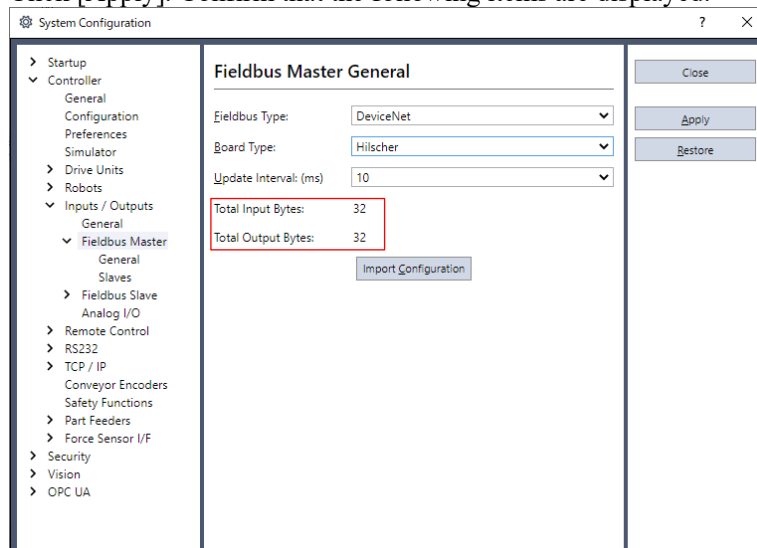 Click [Apply]. Confirm that the following items are displayed.
System Configuration
? ×
Startup
Controller
General
Configuration
Preferences
Simulator
Drive Units
Robots
Inputs / Outputs
General
Fieldbus Master
General
Slaves
Fieldbus Slave
Analog I/O
Remote Control
RS232
TCP / IP
Conveyor Encoders
Safety Functions
Part Feeders
Force Sensor I/F
Security
Vision
OPC UA
Fieldbus Master General
Fieldbus Type: DeviceNet
Board Type: Hilscher
Update Interval: (ms) 10
Total Input Bytes: 32
Total Output Bytes: 32
Import Configuration
Close
Apply
Restore